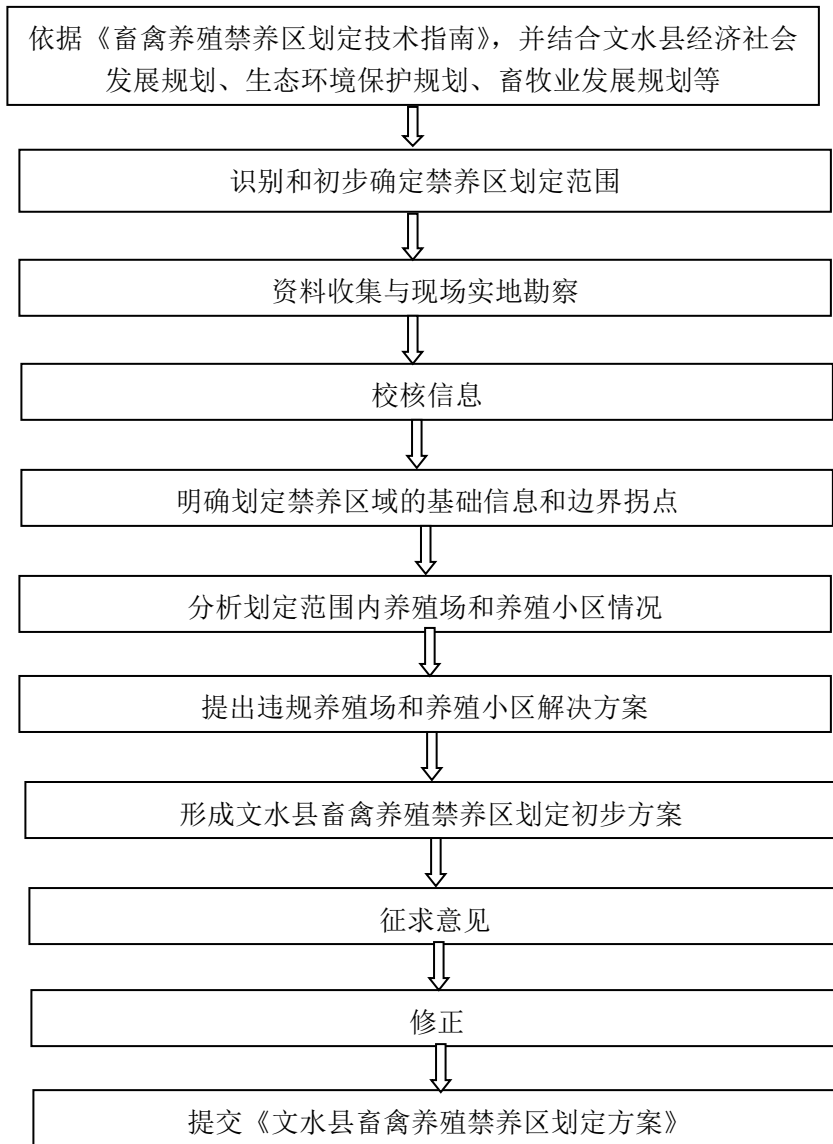 依据《畜禽养殖禁养区划定技术指南》，并结合文水县经济社会
发展规划、生态环境保护规划、畜牧业发展规划等
识别和初步确定禁养区划定范围
资料收集与现场实地勘察
校核信息
明确划定禁养区域的基础信息和边界拐点
分析划定范围内养殖场和养殖小区情况
提出违规养殖场和养殖小区解决方案
形成文水县畜禽养殖禁养区划定初步方案
征求意见
修正
提交《文水县畜禽养殖禁养区划定方案》